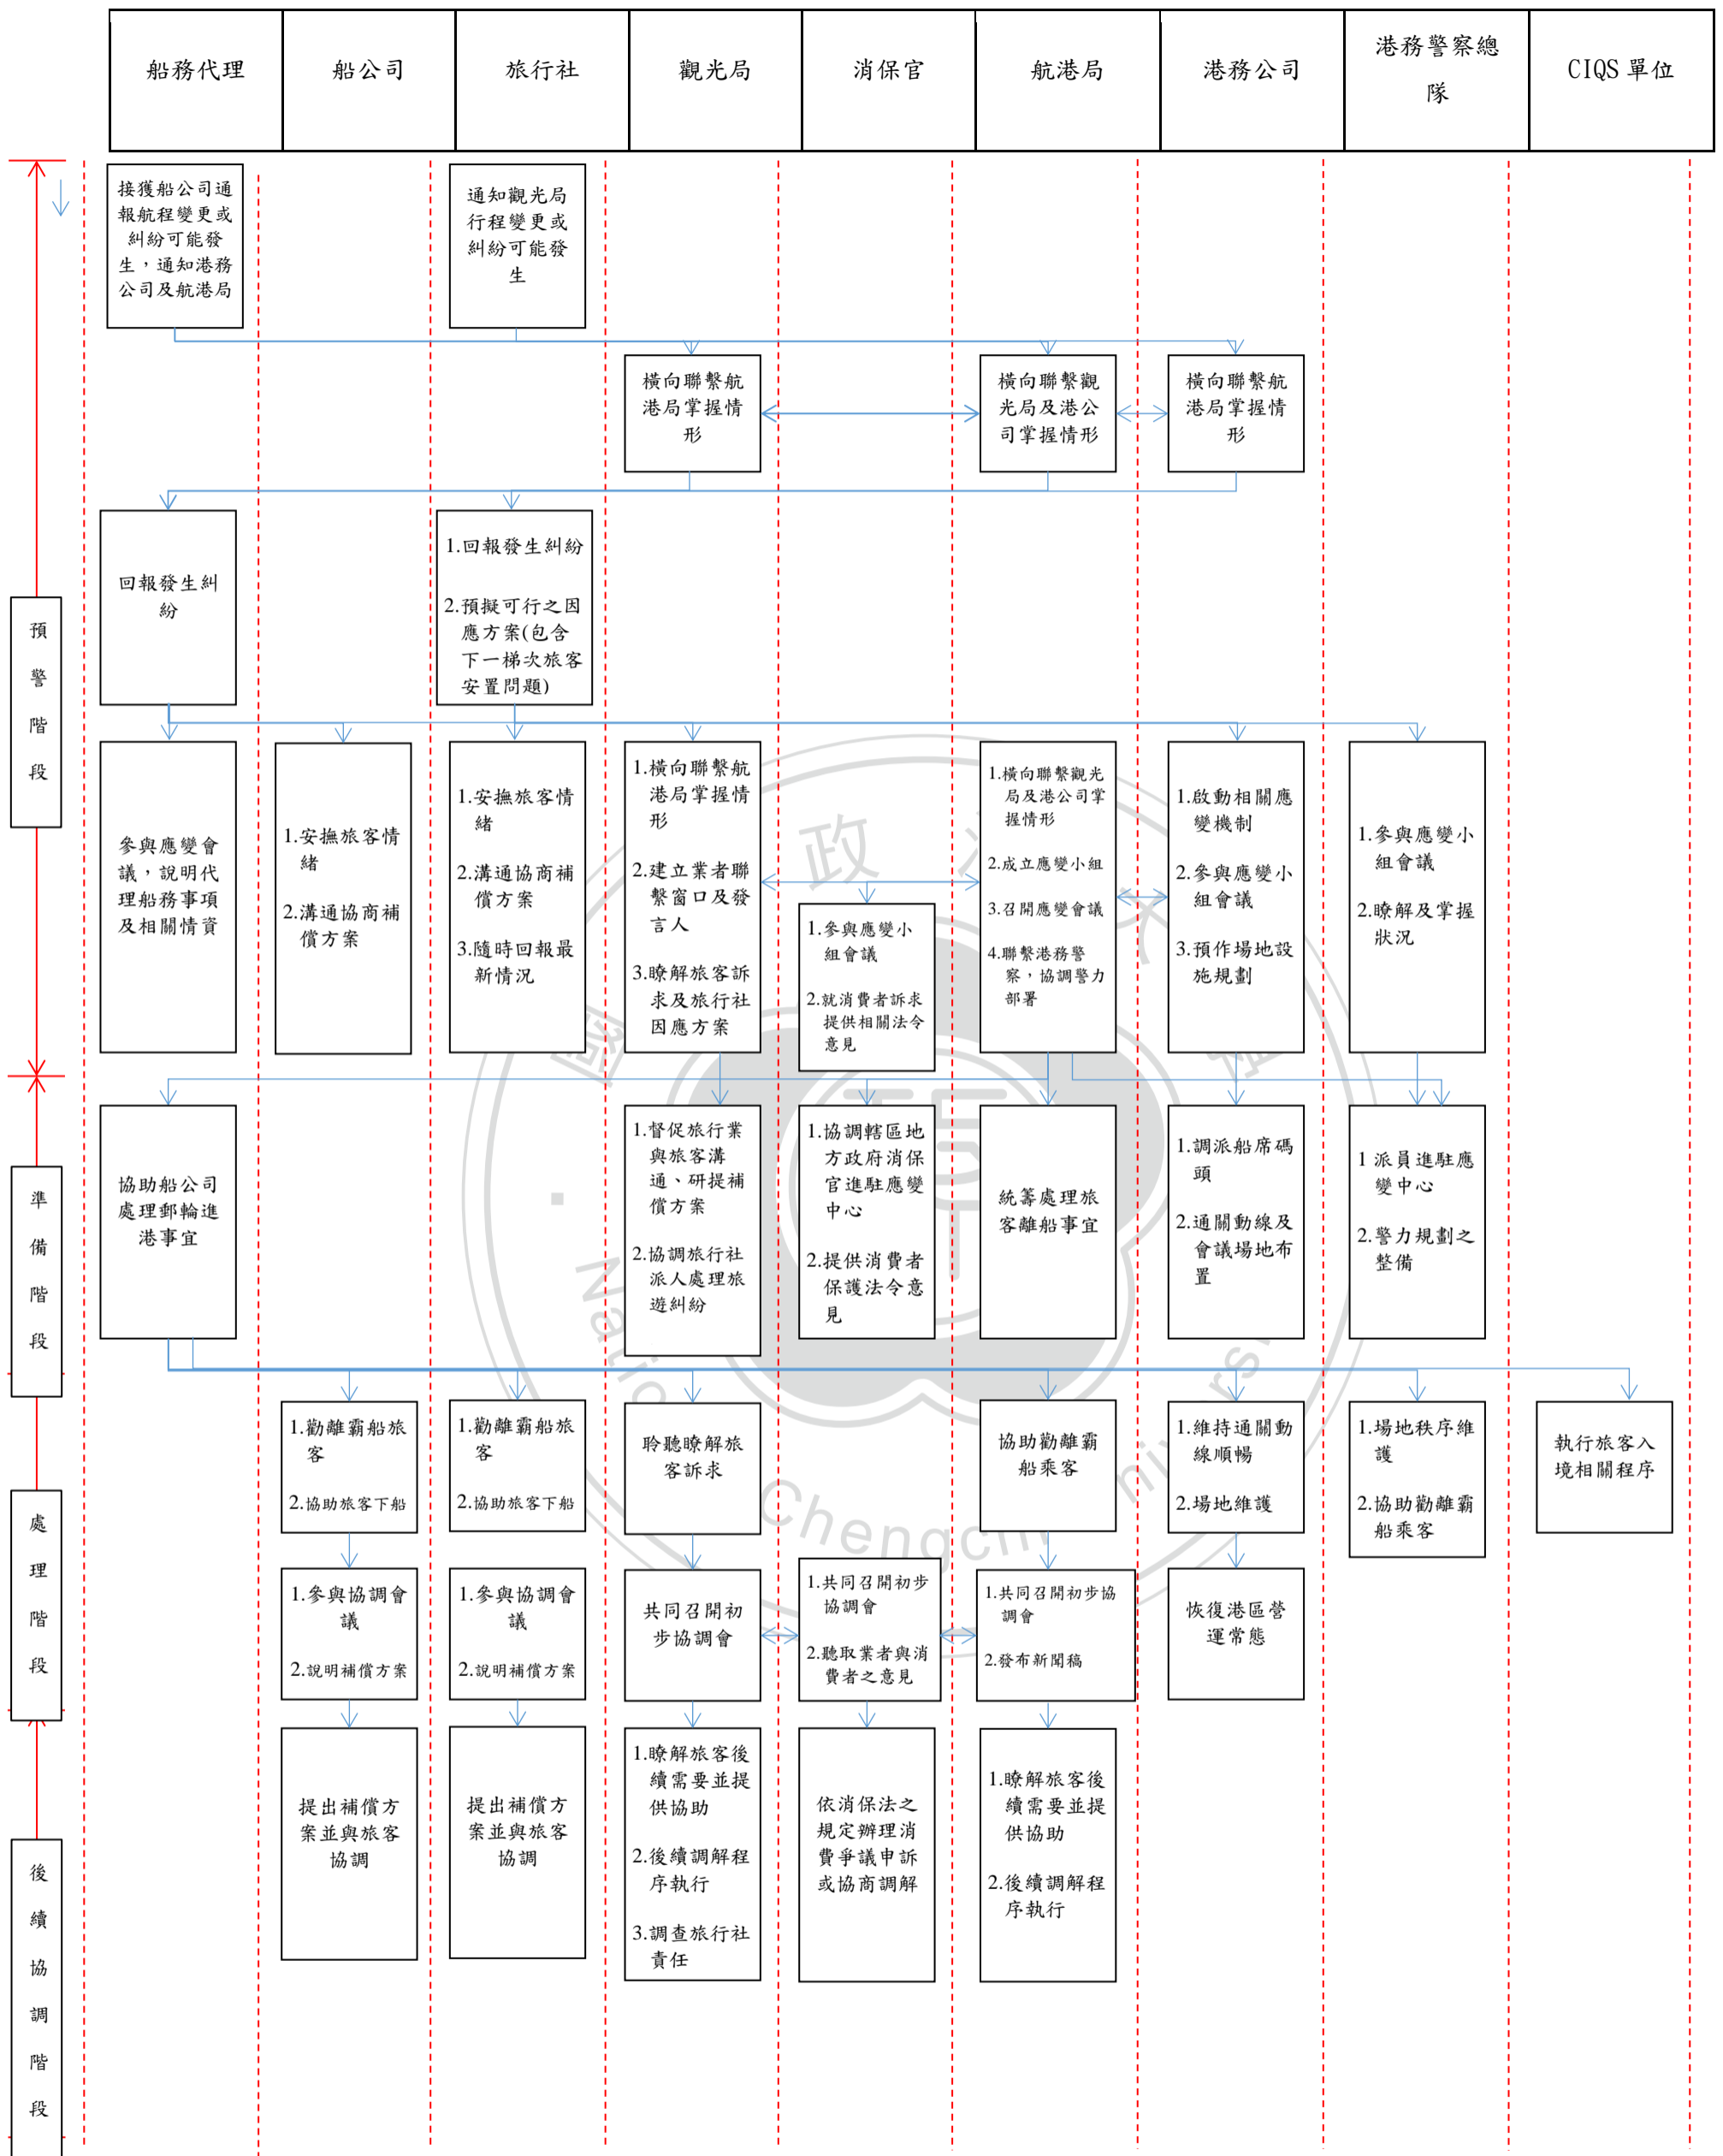 船務代理
船公司
旅行社
觀光局
消保官
航港局
港務公司
港務警察總
隊
CIQS 單位
預
警
階
段
接獲船公司通
報航程變更或
糾紛可能發
生，通知港務
公司及航港局
通知觀光局
行程變更或
糾紛可能發
生
橫向聯繫航
港局掌握情
形
橫向聯繫觀
光局及港公
司掌握情形
橫向聯繫航
港局掌握情
形
回報發生糾
紛
1.回報發生糾紛
2.預擬可行之因
應方案(包含
下一梯次旅客
安置問題)
參與應變會
議，說明代
理船務事項
及相關情資
1.安撫旅客情
緒
2.溝通協商補
償方案
1.安撫旅客情
緒
2.溝通協商補
償方案
3.隨時回報最
新情況
1.橫向聯繫航
港局掌握情
形
2.建立業者聯
繫窗口及發
言人
3.瞭解旅客訴
求及旅行社
因應方案
1.參與應變小
組會議
2.就消費者訴求
提供相關法令
意見
1.橫向聯繫觀光
局及港公司掌
握情形
2.成立應變小組
3.召開應變會議
4.聯繫港務警
察，協調警力
部署
1.啟動相關應
變機制
2.參與應變小
組會議
3.預作場地設
施規劃
1.參與應變小
組會議
2.瞭解及掌握
狀況
準
備
階
段
協助船公司
處理郵輪進
港事宜
1.督促旅行業
與旅客溝
通、研提補
償方案
2.協調旅行社
派人處理旅
遊糾紛
1.協調轄區地
方政府消保
官進駐應變
中心
2.提供消費者
保護法令意
見
統籌處理旅
客離船事宜
1.調派船席碼
頭
2.通關動線及
會議場地布
置
1 派員進駐應
變中心
2.警力規劃之
整備
處
理
階
段
1.勸離霸船旅
客
2.協助旅客下船
1.勸離霸船旅
客
2.協助旅客下船
聆聽瞭解旅
客訴求
協助勸離霸
船乘客
1.維持通關動
線順暢
2.場地維護
1.場地秩序維
護
2.協助勸離霸
船乘客
執行旅客入
境相關程序
1.參與協調會
議
2.說明補償方案
1.參與協調會
議
2.說明補償方案
共同召開初
步協調會
1.共同召開初步
協調會
2.聽取業者與消
費者之意見
1.共同召開初步協
調會
2.發布新聞稿
恢復港區營
運常態
後
續
協
調
階
段
提出補償方
案並與旅客
協調
提出補償方
案並與旅客
協調
1.瞭解旅客後
續需要並提
供協助
2.後續調解程
序執行
3.調查旅行社
責任
依消保法之
規定辦理消
費爭議申訴
或協商調解
1.瞭解旅客後
續需要並提
供協助
2.後續調解程
序執行